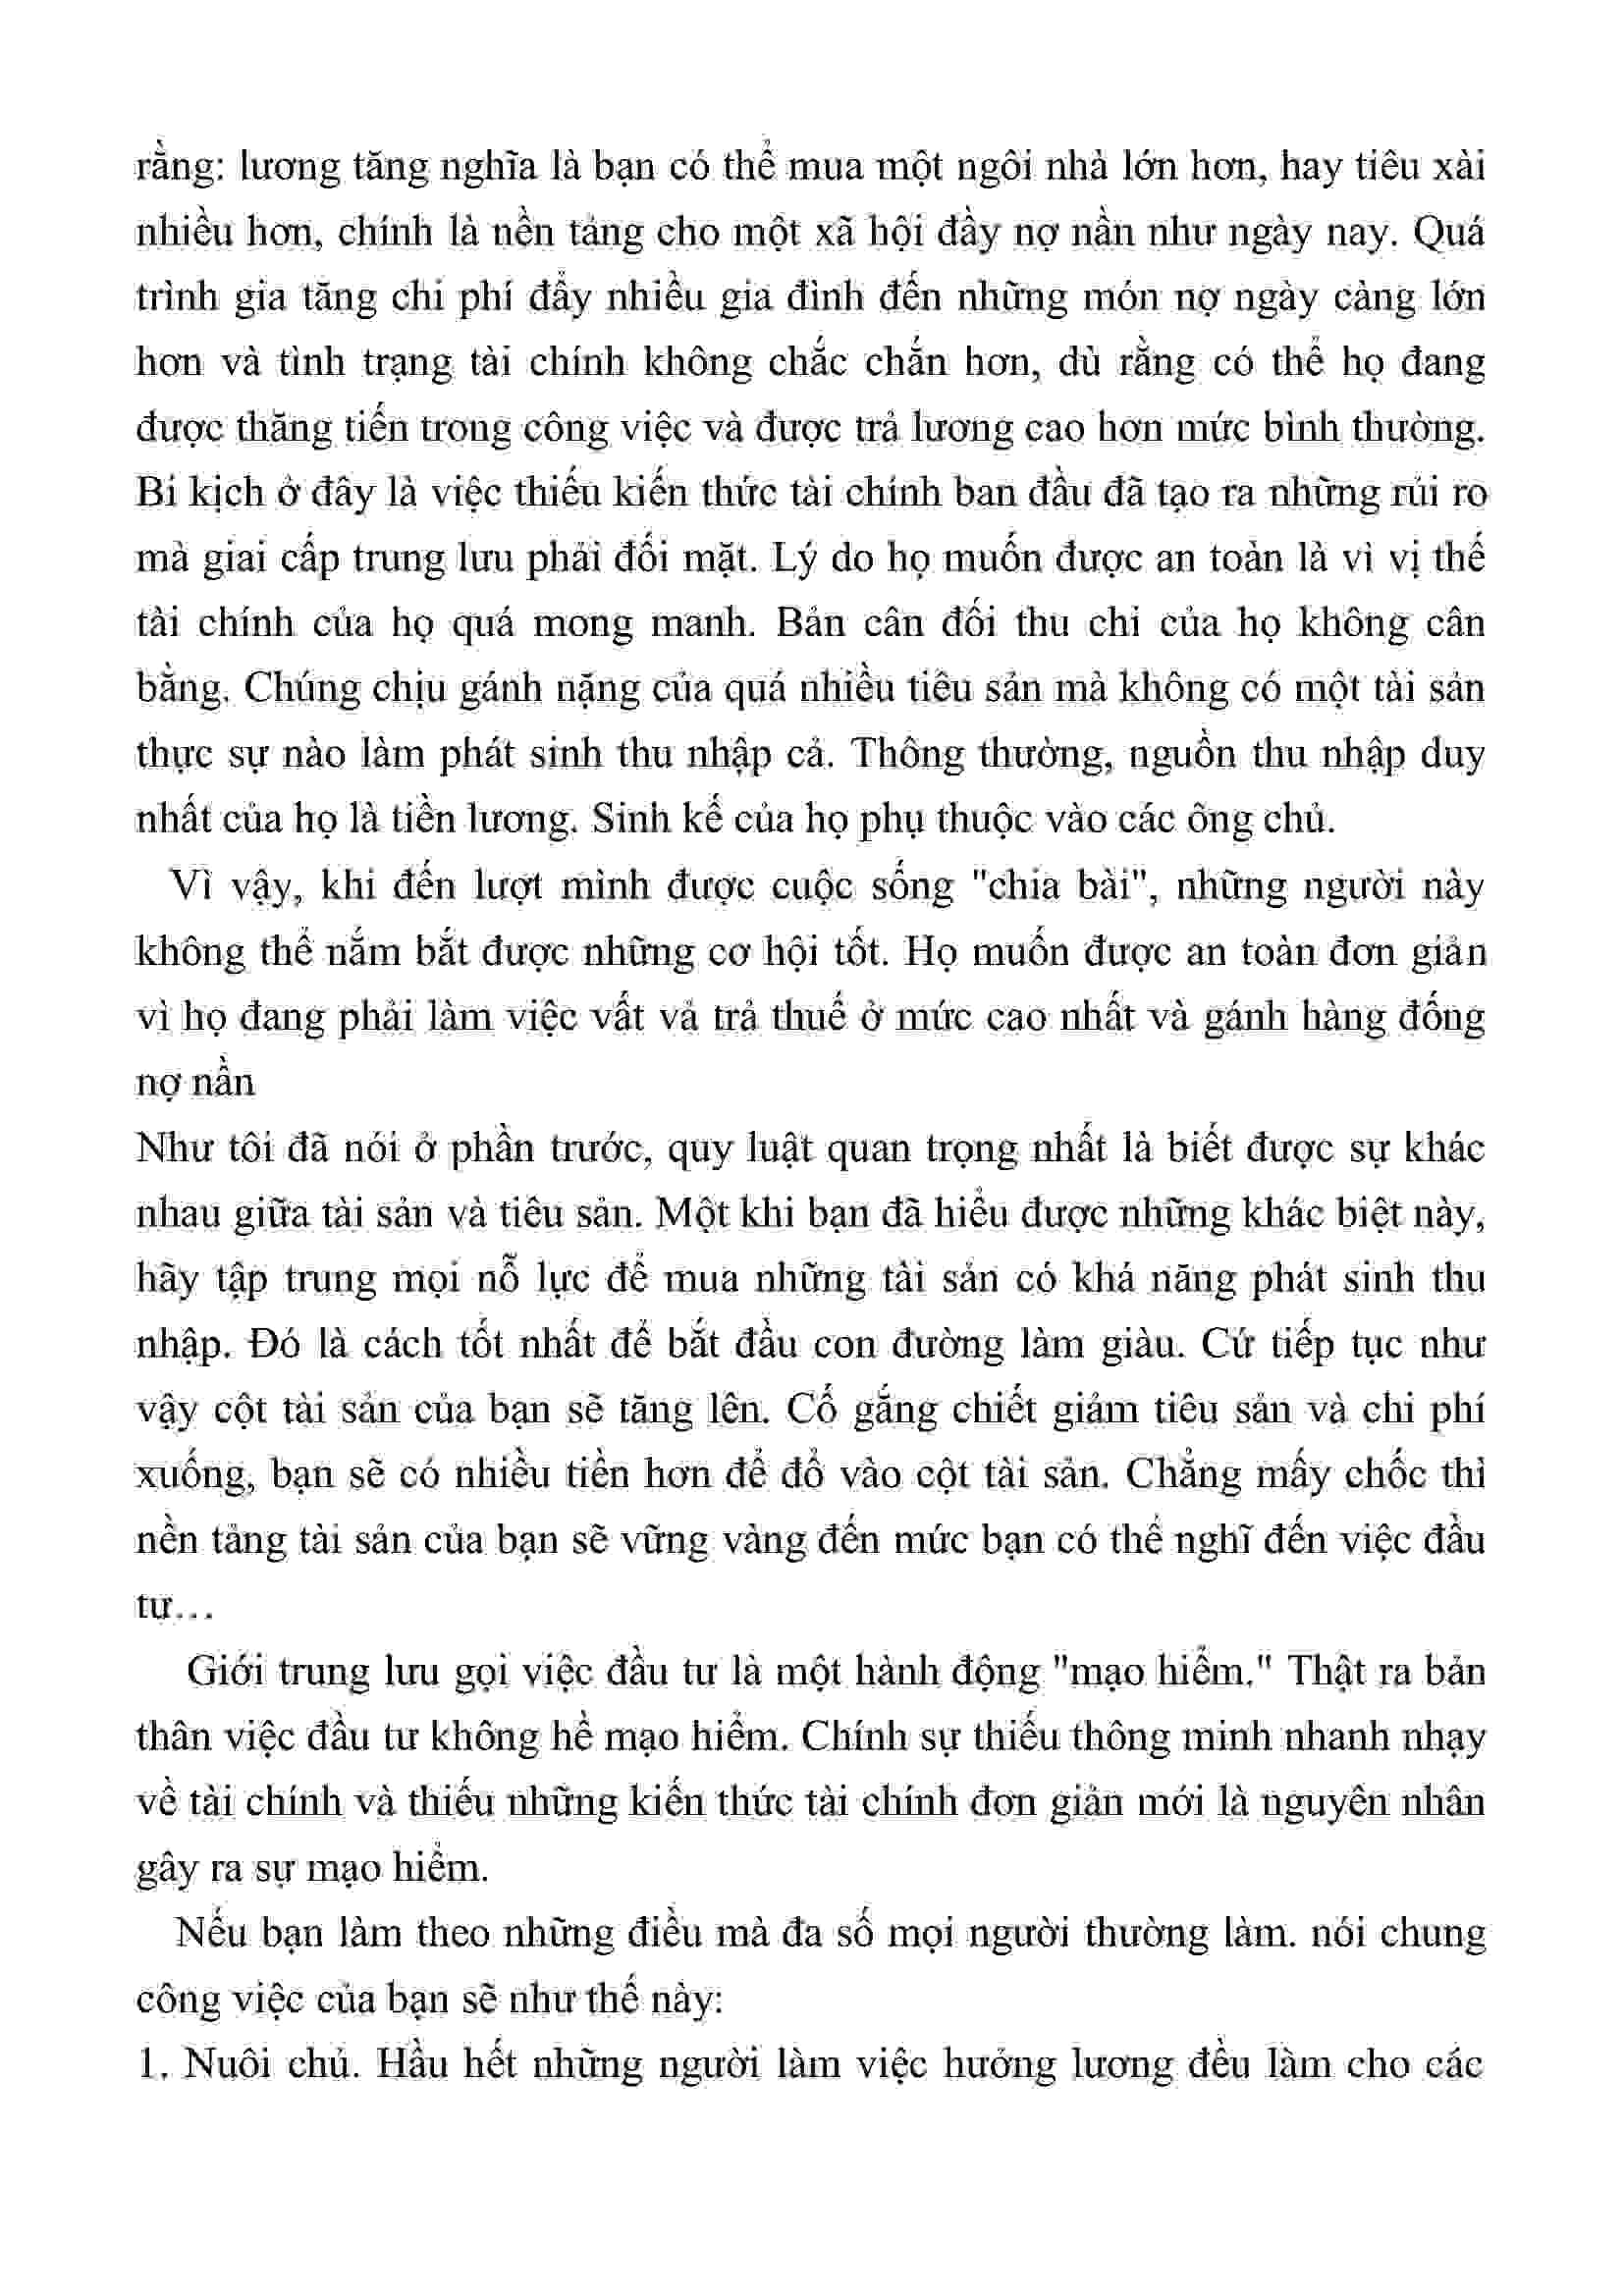 rằng: lương tăng nghĩa là bạn có thể mua một ngôi nhà lớn hơn, hay tiêu xài
nhiều hơn, chính là nền tảng cho một xã hội đầy nợ nần như ngày nay. Quá
trình gia tăng chi phí đẩy nhiều gia đình đến những món nợ ngày càng lớn
hơn và tình trạng tài chính không chắc chắn hơn, dù rằng có thể họ đang
được thăng tiến trong công việc và được trả lương cao hơn mức bình thường.
Bi kịch ở đây là việc thiếu kiến thức tài chính ban đầu đã tạo ra những rủi ro
mà giai cấp trung lưu phải đối mặt. Lý do họ muốn được an toàn là vì vị thế
tài chính của họ quá mong manh. Bản cân đối thu chi của họ không cân
bằng. Chúng chịu gánh nặng của quá nhiều tiêu sản mà không có một tài sản
thực sự nào làm phát sinh thu nhập cả. Thông thường, nguồn thu nhập duy
nhất của họ là tiền lương. Sinh kế của họ phụ thuộc vào các ông chủ.
Vì vậy, khi đến lượt mình được cuộc sống "chia bài", những người này
không thể nắm bắt được những cơ hội tốt. Họ muốn được an toàn đơn giản
vì họ đang phải làm việc vất vả trả thuế ở mức cao nhất và gánh hàng đống
nợ nần
Như tôi đã nói ở phần trước, quy luật quan trọng nhất là biết được sự khác
nhau giữa tài sản và tiêu sản. Một khi bạn đã hiểu được những khác biệt này,
hãy tập trung mọi nỗ lực để mua những tài sản có khả năng phát sinh thu
nhập. Đó là cách tốt nhất để bắt đầu con đường làm giàu. Cứ tiếp tục như
vậy cột tài sản của bạn sẽ tăng lên. Cố gắng chiết giảm tiêu sản và chi phí
xuống, bạn sẽ có nhiều tiền hơn để đổ vào cột tài sản. Chẳng mấy chốc thì
nền tảng tài sản của bạn sẽ vững vàng đến mức bạn có thể nghĩ đến việc đầu
tư…
Giới trung lưu gọi việc đầu tư là một hành động "mạo hiểm." Thật ra bản
thân việc đầu tư không hề mạo hiểm. Chính sự thiếu thông minh nhanh nhạy
về tài chính và thiếu những kiến thức tài chính đơn giản mới là nguyên nhân
gây ra sự mạo hiểm.
Nếu bạn làm theo những điều mà đa số mọi người thường làm. nói chung
công việc của bạn sẽ như thế này:
1. Nuôi chủ. Hầu hết những người làm việc hưởng lương đều làm cho các